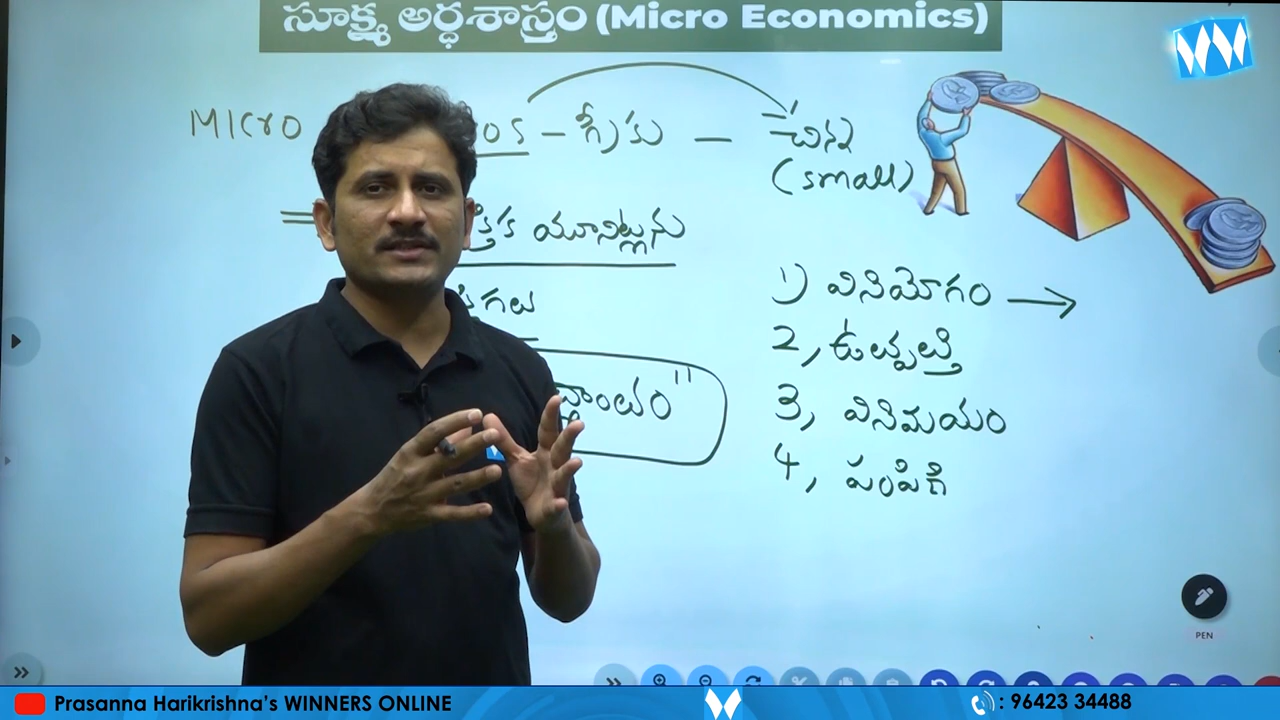 సూక్ష్మ అర్ధశాస్త్రం (Micro Economics)
MICRO - గ్రీకు - చిన్న
(small)
యూనిట్లను
1) వినియోగం →
2, ఉత్పత్తి
3, వినిమయం
4, పంపిణీ
PEN
Prasanna Harikrishna's WINNERS ONLINE
: 96423 34488